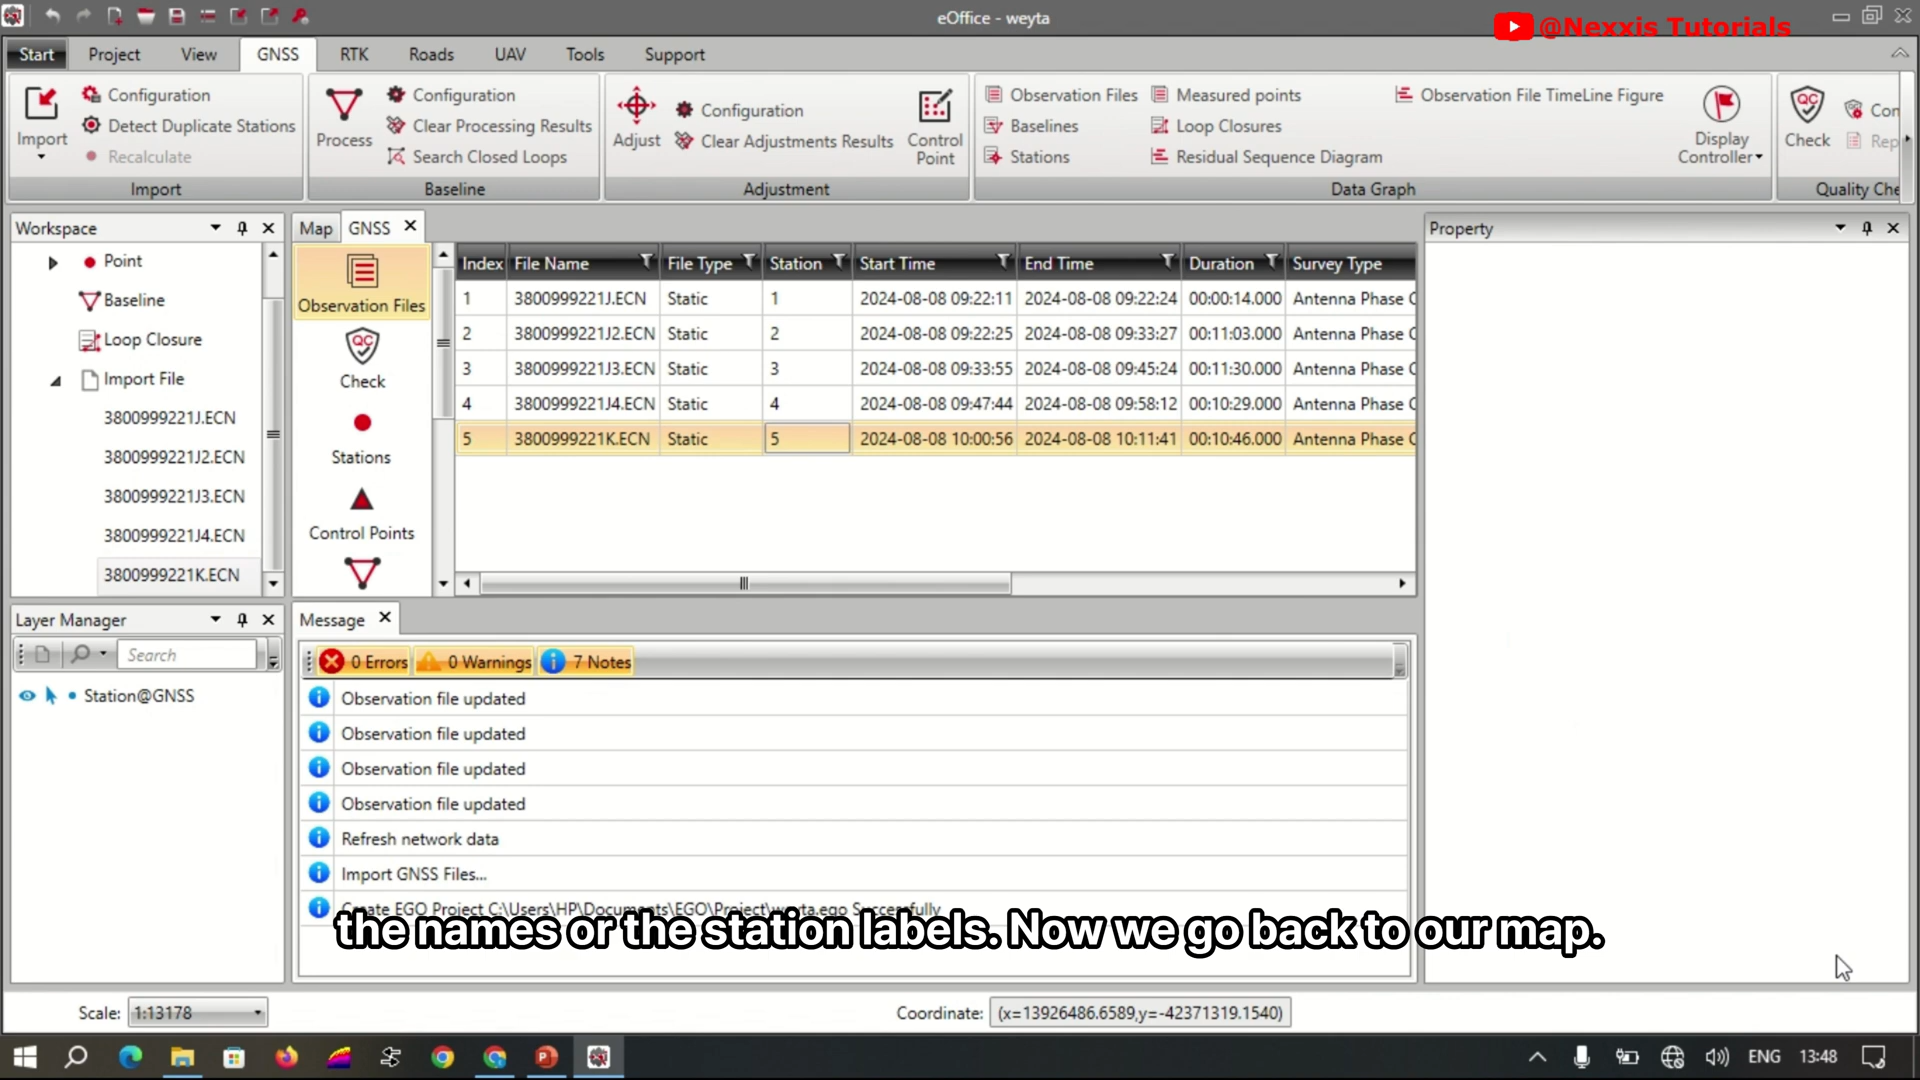 eOffice - weyta
@Nexxis Tutorials
Start Project View GNSS RTK Roads UAV Tools Support
Import
Configuration
Detect Duplicate Stations
Recalculate
Import
Process
Configuration
Clear Processing Results
Search Closed Loops
Baseline
Adjust
Configuration
Clear Adjustments Results
Control Point
Adjustment
Observation Files
Baselines
Stations
Measured points
Loop Closures
Residual Sequence Diagram
Observation File TimeLine Figure
Display Controller
Data Graph
Check
Con
Rep
Quality Che
Workspace
Point
Baseline
Loop Closure
Import File
3800999221J.ECN
3800999221J2.ECN
3800999221J3.ECN
3800999221J4.ECN
3800999221K.ECN
Layer Manager
Search
Station@GNSS
Map GNSS
Observation Files
QC
Check
Stations
Control Points
Index File Name File Type Station Start Time End Time Duration Survey Type
1 3800999221J.ECN Static 1 2024-08-08 09:22:11 2024-08-08 09:22:24 00:00:14.000 Antenna Phase C
2 3800999221J2.ECN Static 2 2024-08-08 09:22:25 2024-08-08 09:33:27 00:11:03.000 Antenna Phase C
3 3800999221J3.ECN Static 3 2024-08-08 09:33:55 2024-08-08 09:45:24 00:11:30.000 Antenna Phase C
4 3800999221J4.ECN Static 4 2024-08-08 09:47:44 2024-08-08 09:58:12 00:10:29.000 Antenna Phase C
5 3800999221K.ECN Static 5 2024-08-08 10:00:56 2024-08-08 10:11:41 00:10:46.000 Antenna Phase C
Property
Message
0 Errors 0 Warnings 7 Notes
Observation file updated
Observation file updated
Observation file updated
Observation file updated
Refresh network data
Import GNSS Files...
Create EGO Project C:\Users\HP\Documents\EGO\Project\weyta.ego Successfully
the names or the station labels. Now we go back to our map.
Scale: 1:13178
Coordinate: (x=13926486.6589,y=-42371319.1540)
ENG 13:48